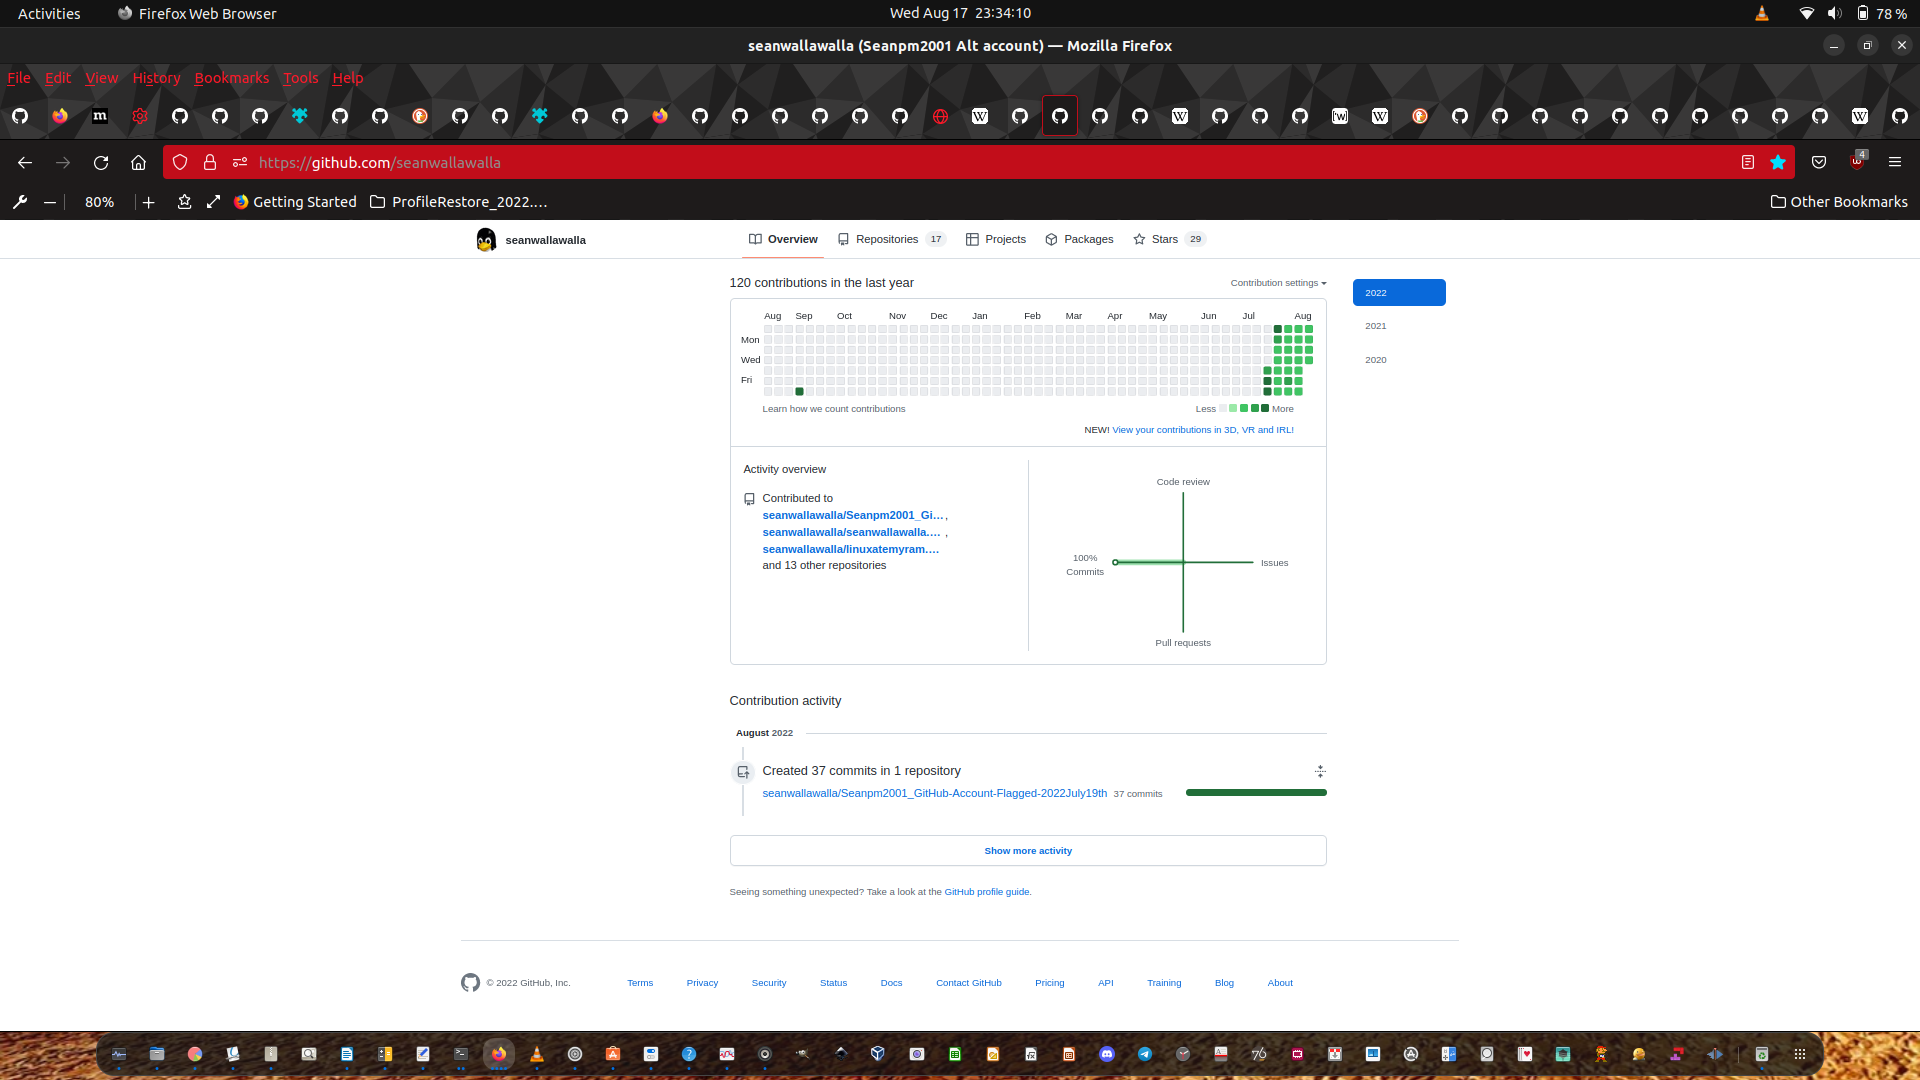 Activities Firefox Web Browser Wed Aug 17 23:34:10 78 %
seanwallawalla (Seanpm2001 Alt account) — Mozilla Firefox
File Edit View History Bookmarks Tools Help
https://github.com/seanwallawalla 4
80% Getting Started ProfileRestore_2022.… Other Bookmarks
seanwallawalla Overview Repositories 17 Projects Packages Stars 29
120 contributions in the last year Contribution settings 2022
Aug Sep Oct Nov Dec Jan Feb Mar Apr May Jun Jul Aug
2021
Mon
Wed 2020
Fri
Learn how we count contributions Less More
NEW! View your contributions in 3D, VR and IRL!
Activity overview
Code review
Contributed to
seanwallawalla/Seanpm2001_Gi… ,
seanwallawalla/seanwallawalla.… ,
seanwallawalla/linuxatemyram.…
and 13 other repositories
100%
Commits
Issues
Pull requests
Contribution activity
August 2022
Created 37 commits in 1 repository
seanwallawalla/Seanpm2001_GitHub-Account-Flagged-2022July19th 37 commits
Show more activity
Seeing something unexpected? Take a look at the GitHub profile guide.
© 2022 GitHub, Inc. Terms Privacy Security Status Docs Contact GitHub Pricing API Training Blog About